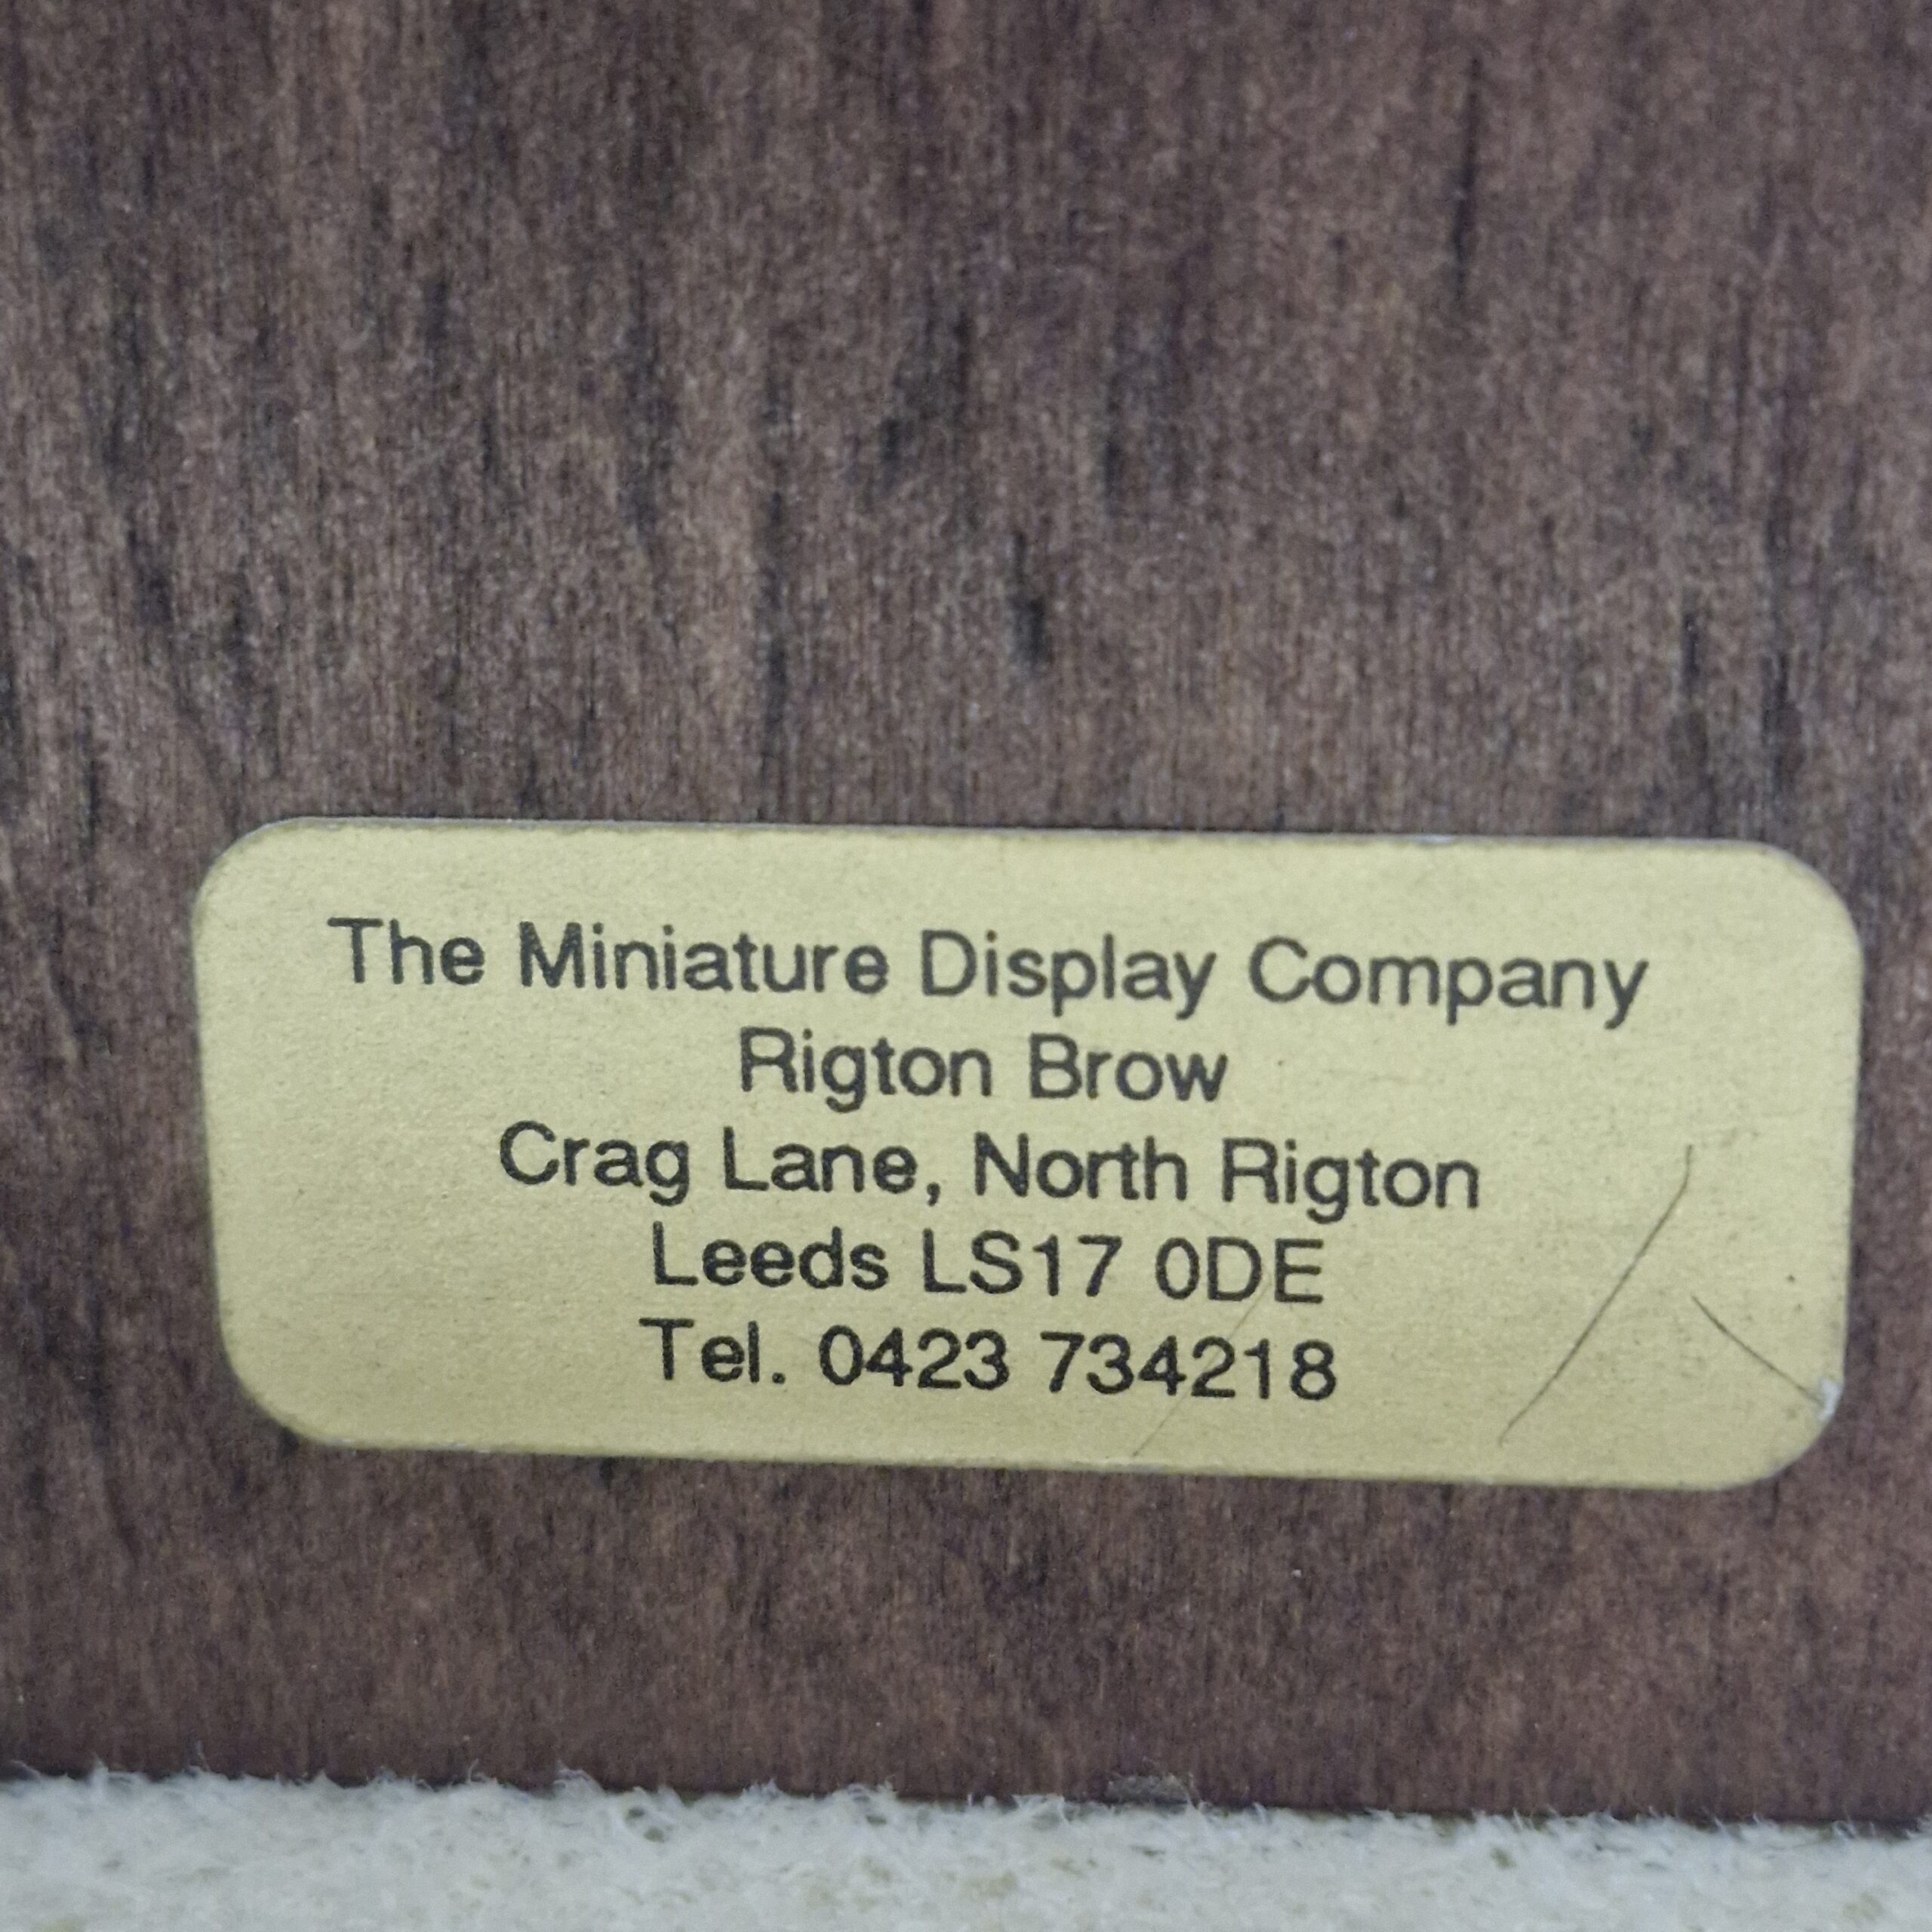 The Miniature Display Company
Rigton Brow
Crag Lane, North Rigton
Leeds LS17 0DE
Tel. 0423 734218